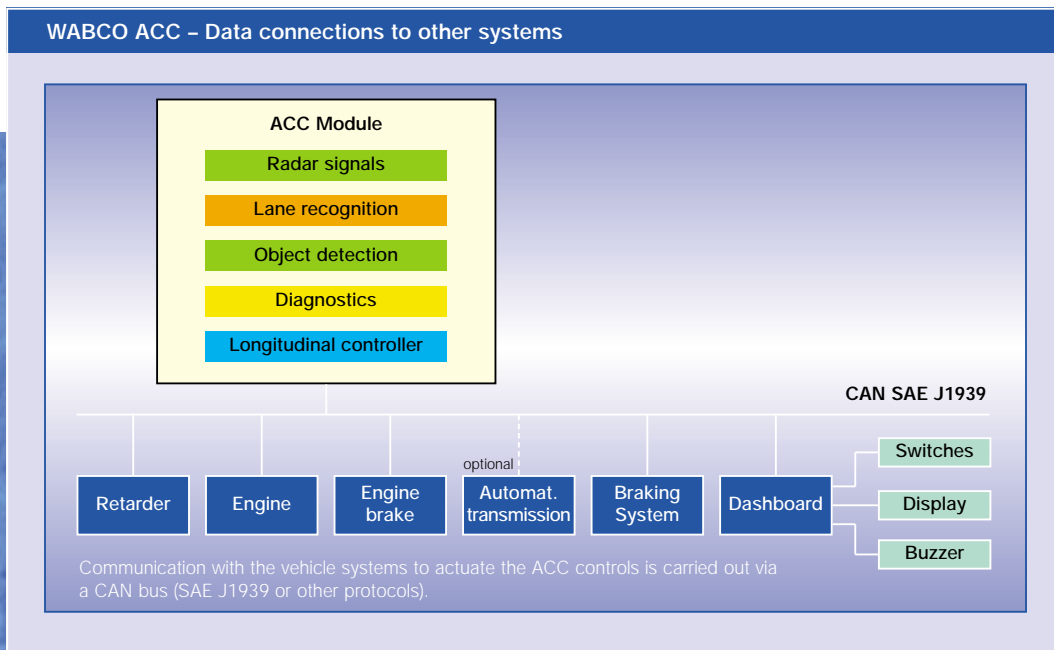 WABCO ACC – Data connections to other systems
ACC Module
Radar signals
Lane recognition
Object detection
Diagnostics
Longitudinal controller
CAN SAE J1939
optional
Retarder
Engine
Engine
brake
Automat.
transmission
Braking
System
Dashboard
Switches
Display
Buzzer
Communication with the vehicle systems to actuate the ACC controls is carried out via
a CAN bus (SAE J1939 or other protocols).